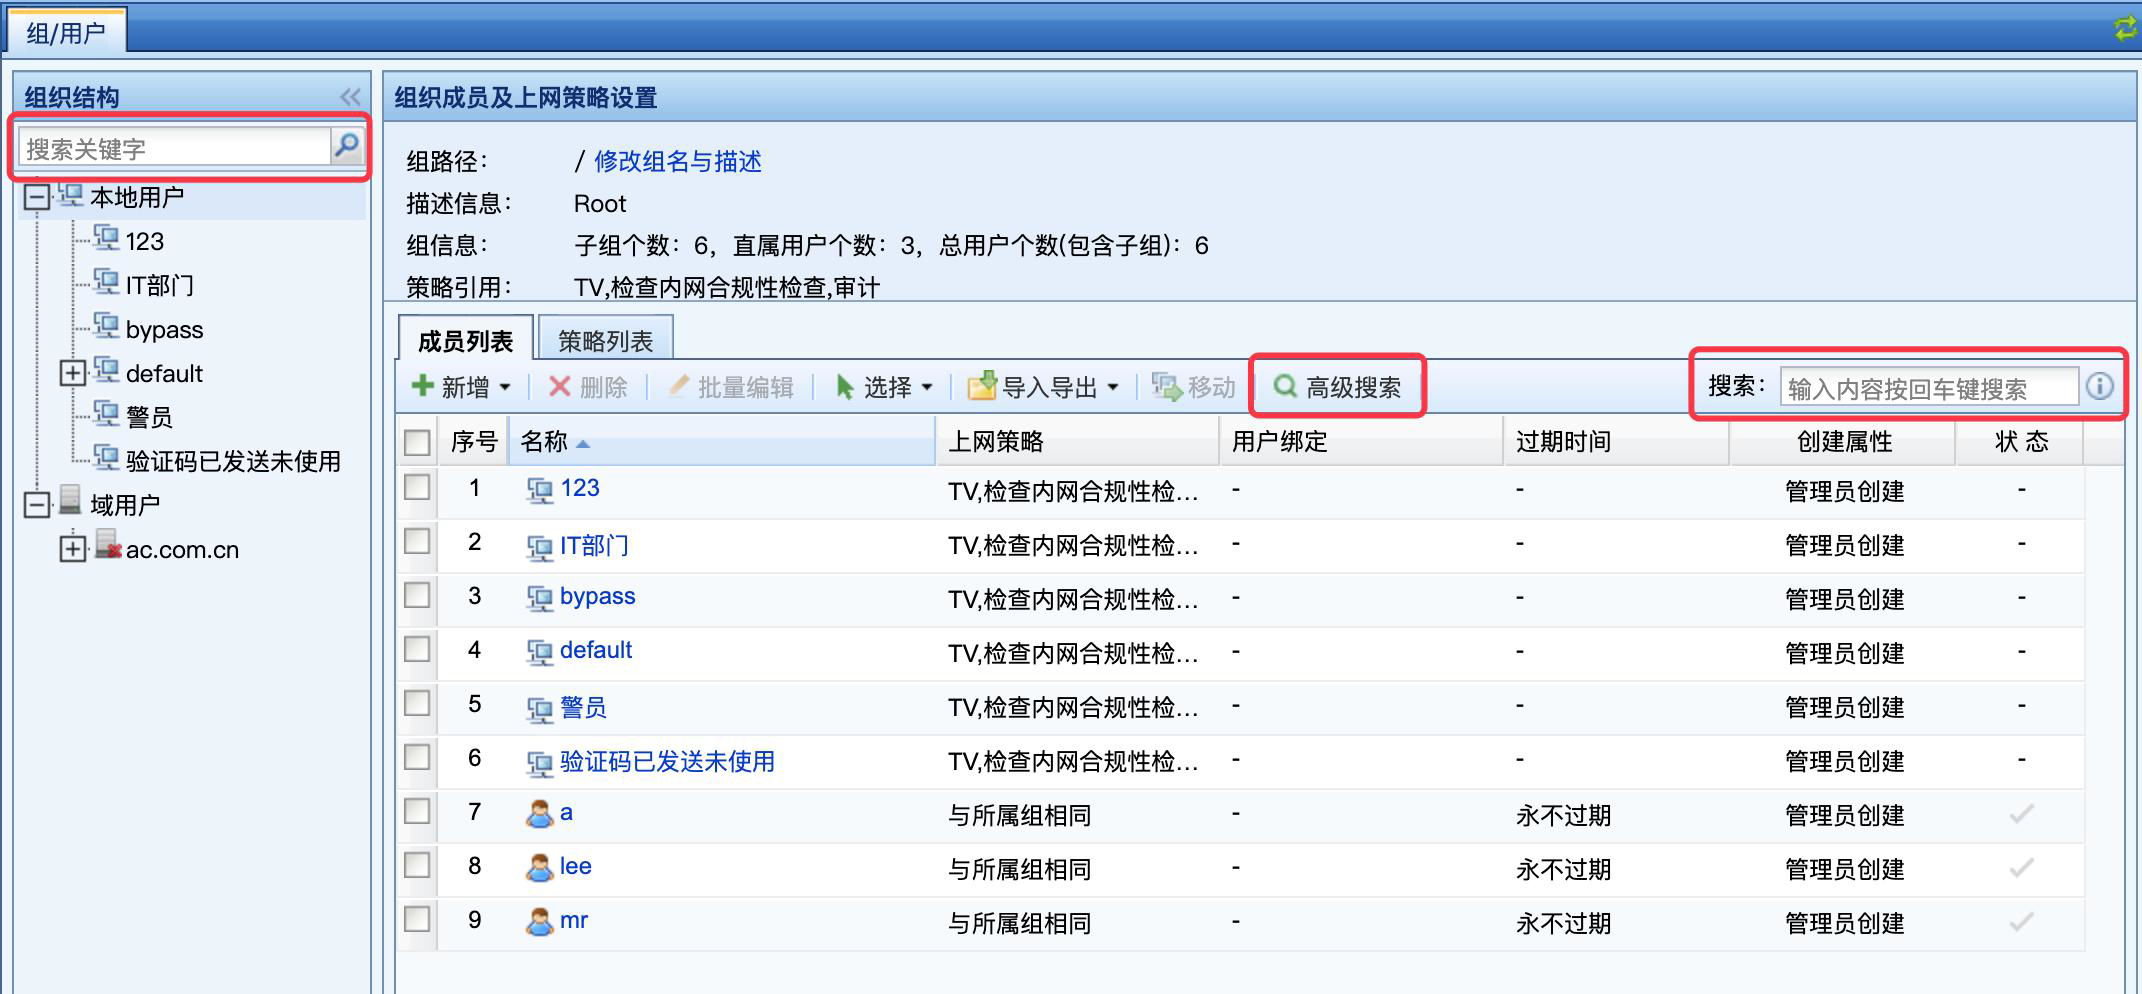 组/用户
组织结构
搜索关键字
本地用户
123
IT部门
bypass
default
警员
验证码已发送未使用
域用户
ac.com.cn
组织成员及上网策略设置
组路径： / 修改组名与描述
描述信息： Root
组信息： 子组个数：6，直属用户个数：3，总用户个数(包含子组)：6
策略引用： TV,检查内网合规性检查,审计
成员列表 策略列表
新增 删除 批量编辑 选择 导入导出 移动 高级搜索 搜索： 输入内容按回车键搜索
序号 名称 上网策略 用户绑定 过期时间 创建属性 状 态
1 123 TV,检查内网合规性检... - - 管理员创建 -
2 IT部门 TV,检查内网合规性检... - - 管理员创建 -
3 bypass TV,检查内网合规性检... - - 管理员创建 -
4 default TV,检查内网合规性检... - - 管理员创建 -
5 警员 TV,检查内网合规性检... - - 管理员创建 -
6 验证码已发送未使用 TV,检查内网合规性检... - - 管理员创建 -
7 a 与所属组相同 - 永不过期 管理员创建
8 lee 与所属组相同 - 永不过期 管理员创建
9 mr 与所属组相同 - 永不过期 管理员创建